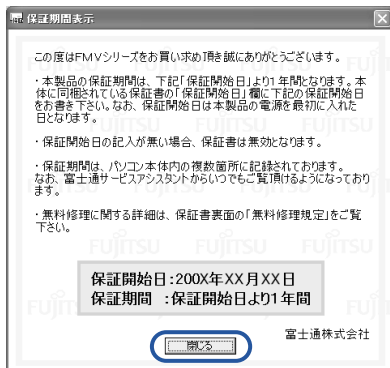 保証期間表示
この度はFMVシリーズをお買い求め頂き誠にありがとうございます。
・本製品の保証期間は、下記「保証開始日」より1年間となります。本
体に同梱されている保証書の「保証開始日」欄に下記の保証開始日
をお書き下さい。なお、保証開始日は本製品の電源を最初に入れた
日となります。
・保証開始日の記入が無い場合、保証書は無効となります。
・保証期間は、パソコン本体内の複数箇所に記録されております。
なお、富士通サービスアシスタントからいつでもご覧頂けるようになっており
ます。
・無料修理に関する詳細は、保証書裏面の「無料修理規定」をご覧
下さい。
保証開始日:200X年XX月XX日
保証期間 :保証開始日より1年間
閉じる
富士通株式会社